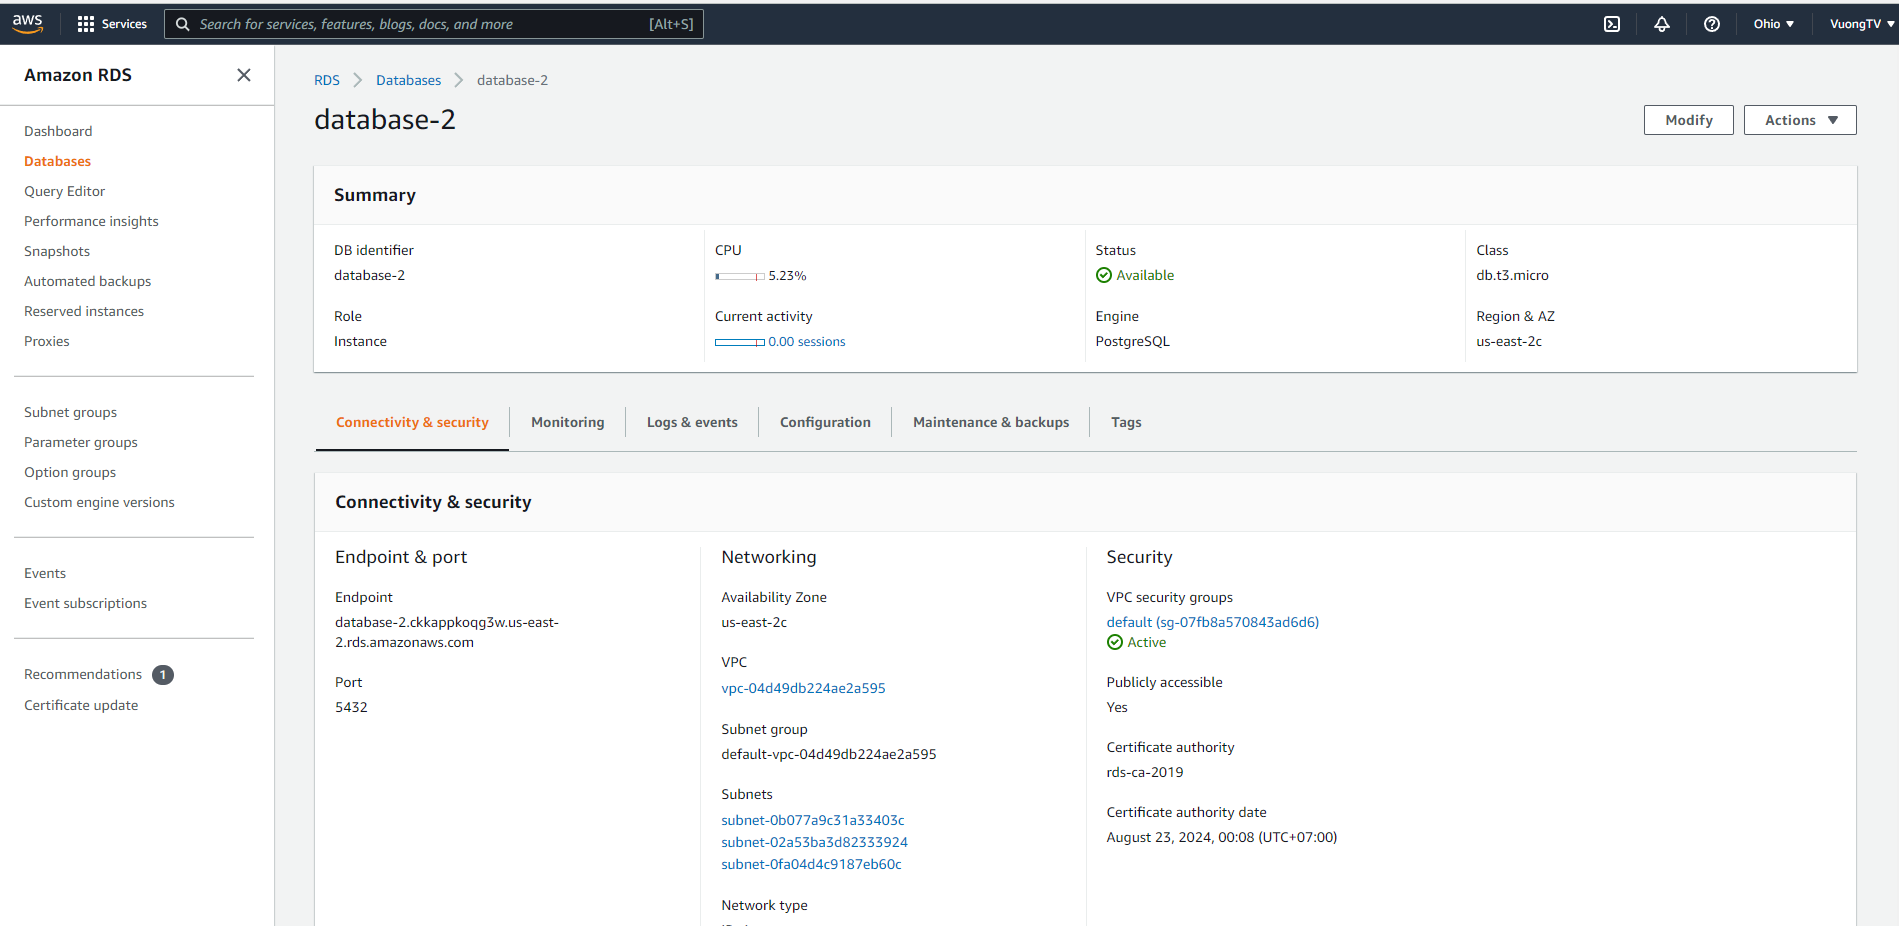 aws
Services
Search for services, features, blogs, docs, and more
[Alt+S]
Ohio
VuongTV
Amazon RDS
Dashboard
Databases
Query Editor
Performance insights
Snapshots
Automated backups
Reserved instances
Proxies
Subnet groups
Parameter groups
Option groups
Custom engine versions
Events
Event subscriptions
Recommendations 1
Certificate update
RDS
Databases
database-2
database-2
Modify
Actions
Summary
DB identifier
database-2
CPU
5.23%
Status
Available
Class
db.t3.micro
Role
Instance
Current activity
0.00 sessions
Engine
PostgreSQL
Region & AZ
us-east-2c
Connectivity & security
Monitoring
Logs & events
Configuration
Maintenance & backups
Tags
Connectivity & security
Endpoint & port
Endpoint
database-2.ckkappkoqg3w.us-east-
2.rds.amazonaws.com
Port
5432
Networking
Availability Zone
us-east-2c
VPC
vpc-04d49db224ae2a595
Subnet group
default-vpc-04d49db224ae2a595
Subnets
subnet-0b077a9c31a33403c
subnet-02a53ba3d82333924
subnet-0fa04d4c9187eb60c
Network type
Security
VPC security groups
default (sg-07fb8a570843ad6d6)
Active
Publicly accessible
Yes
Certificate authority
rds-ca-2019
Certificate authority date
August 23, 2024, 00:08 (UTC+07:00)